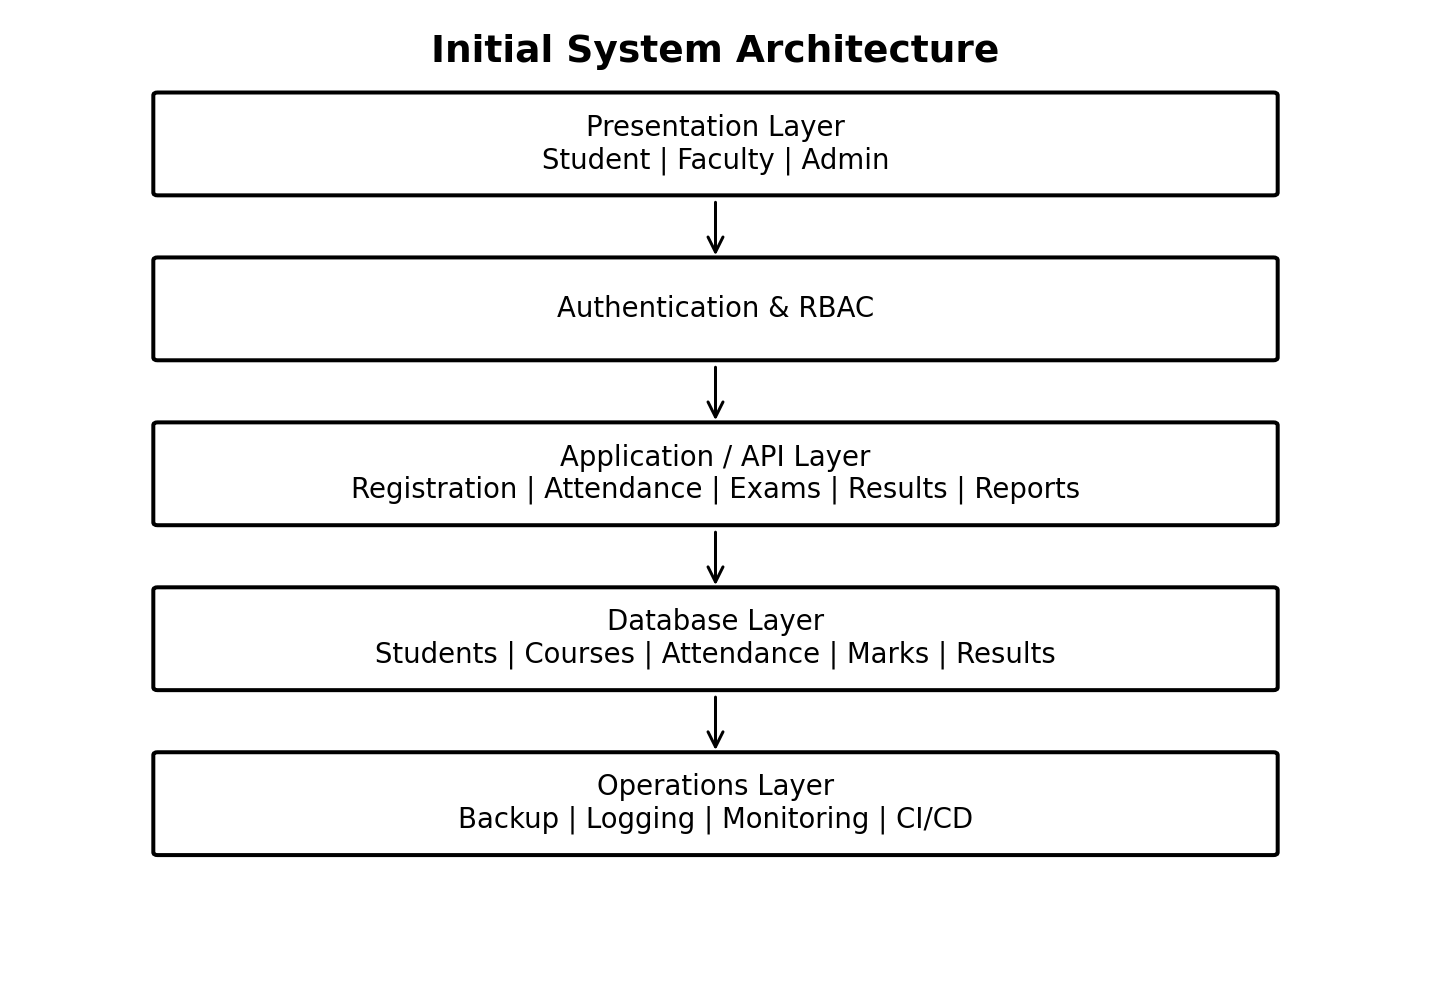 Initial System Architecture
Presentation Layer
Student | Faculty | Admin
Authentication & RBAC
Application / API Layer
Registration | Attendance | Exams | Results | Reports
Database Layer
Students | Courses | Attendance | Marks | Results
Operations Layer
Backup | Logging | Monitoring | CI/CD